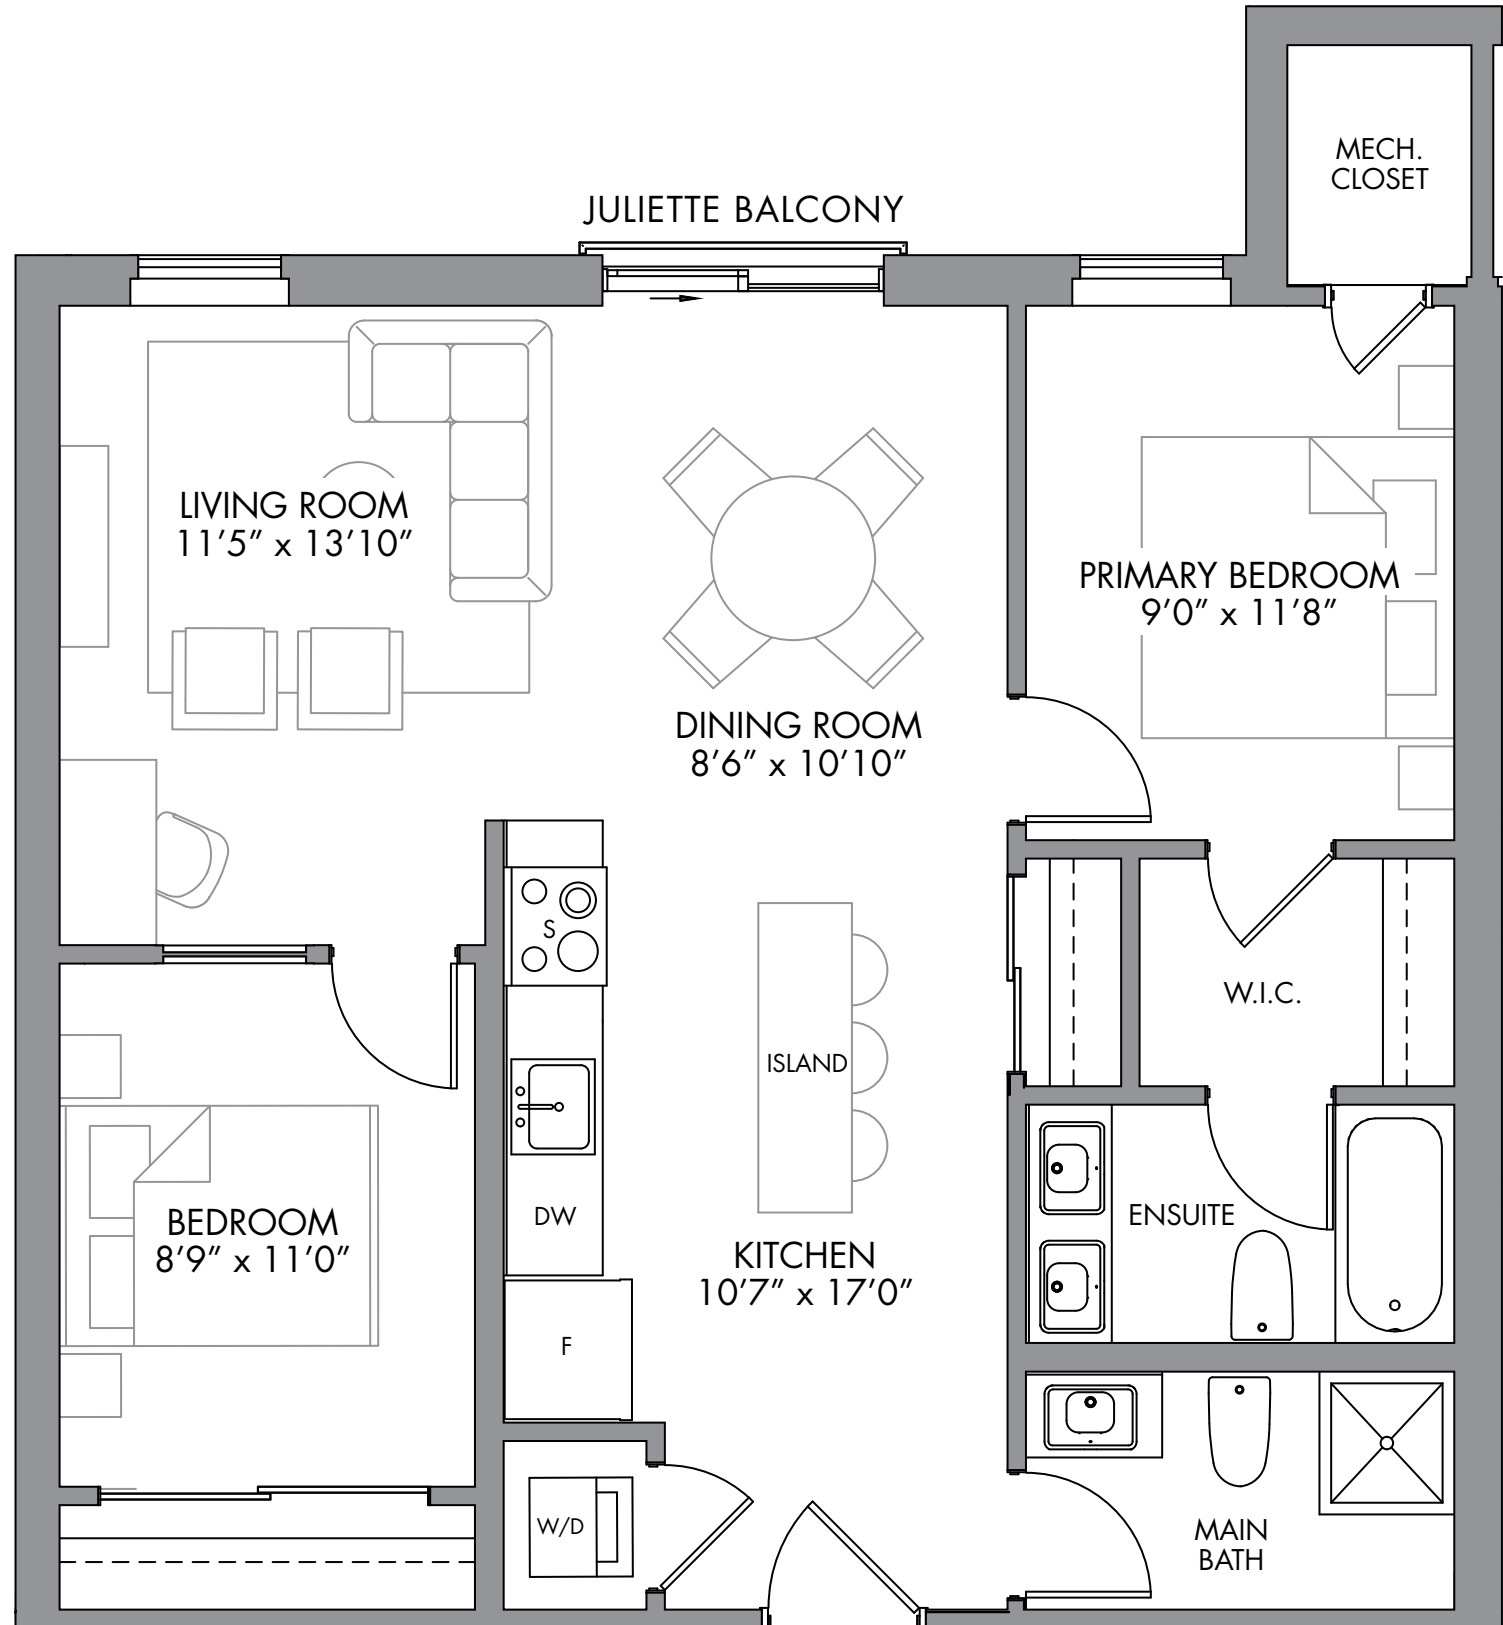 MECH.
CLOSET
JULIETTE BALCONY
LIVING ROOM
11’5” x 13’10”
PRIMARY BEDROOM
9’0” x 11’8”
DINING ROOM
8’6” x 10’10”
S
W.I.C.
ISLAND
DW
ENSUITE
BEDROOM
8’9” x 11’0”
KITCHEN
10’7” x 17’0”
F
W/D
MAIN
BATH